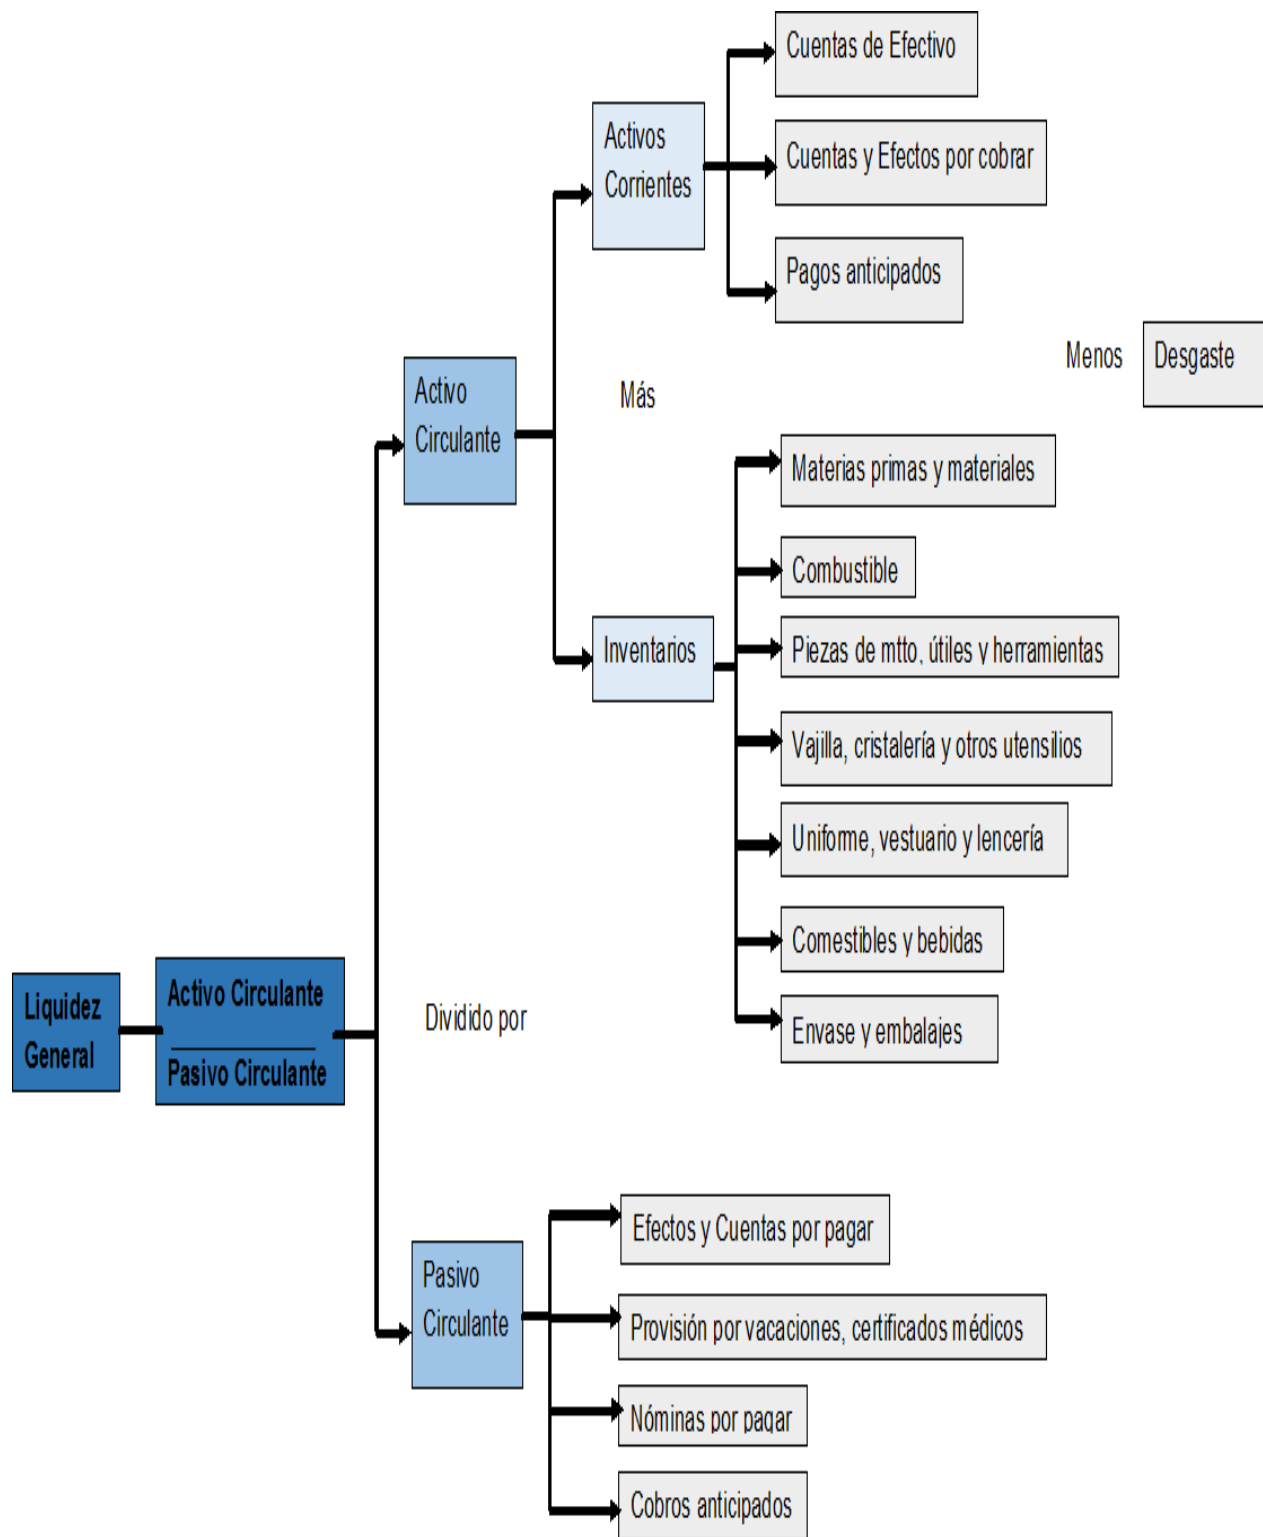 Cuentas de Efectivo
Activos
Corrientes
Cuentas y Efectos por cobrar
Pagos anticipados
Menos
Desgaste
Activo
Circulante
Más
Materias primas y materiales
Combustible
Inventarios
Piezas de mtto, útiles y herramientas
Vajilla, cristalería y otros utensilios
Uniforme, vestuario y lencería
Comestibles y bebidas
Envase y embalajes
Liquidez
General
Activo Circulante
Pasivo Circulante
Dividido por
Efectos y Cuentas por pagar
Pasivo
Circulante
Provisión por vacaciones, certificados médicos
Nóminas por pagar
Cobros anticipados